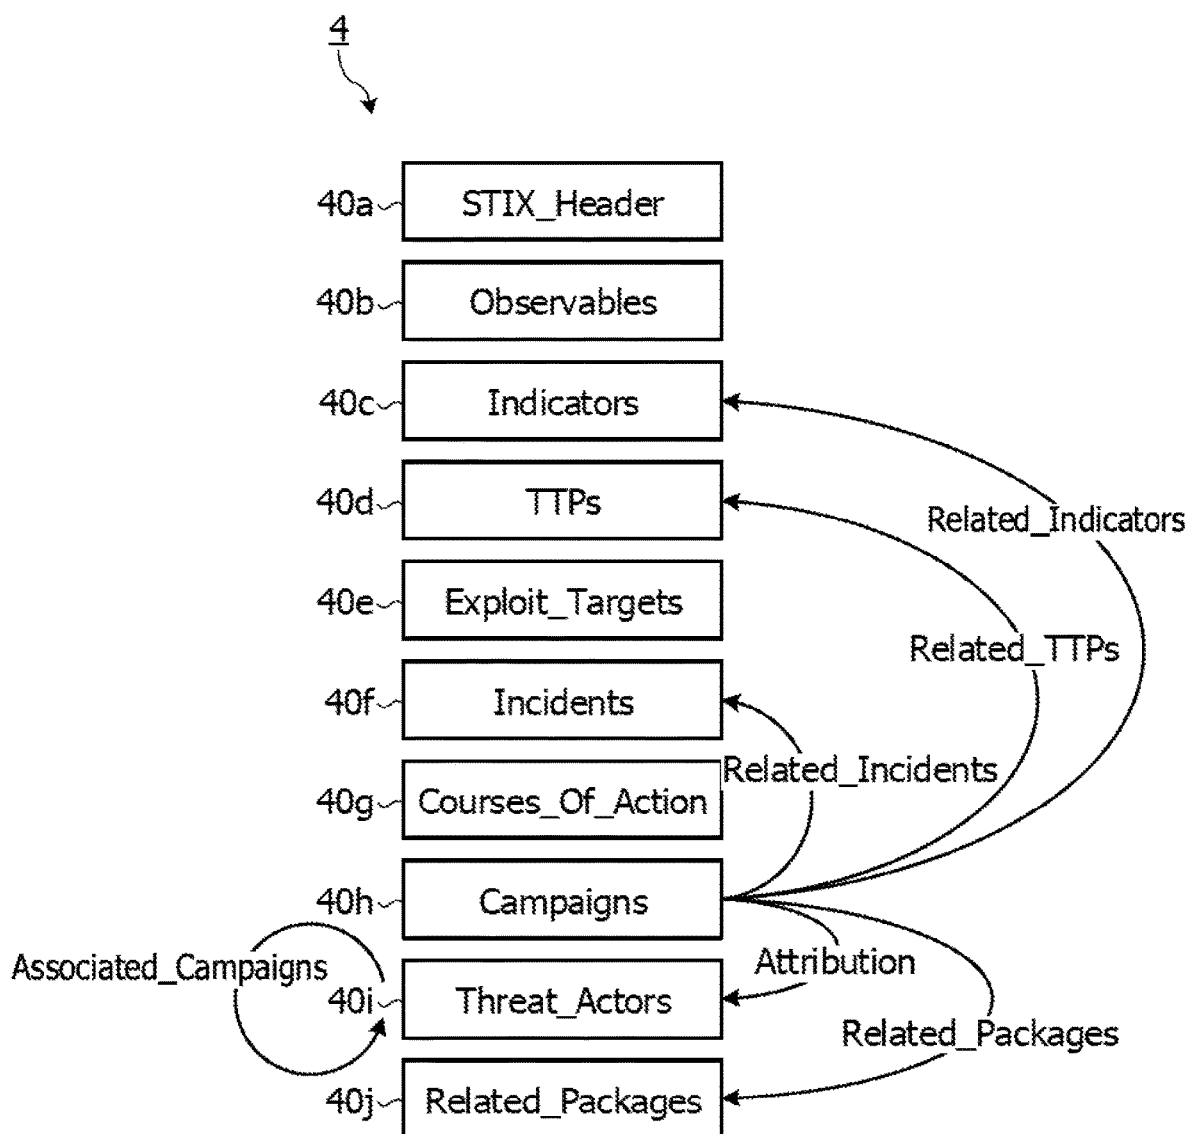 4
40a STIX_Header
40b Observables
40c Indicators
40d TTPs
Related_Indicators
40e Exploit_Targets
Related_TTPs
40f Incidents
Related_Incidents
40g Courses_Of_Action
40h Campaigns
Associated_Campaigns
Attribution
40i Threat_Actors
Related_Packages
40j Related_Packages